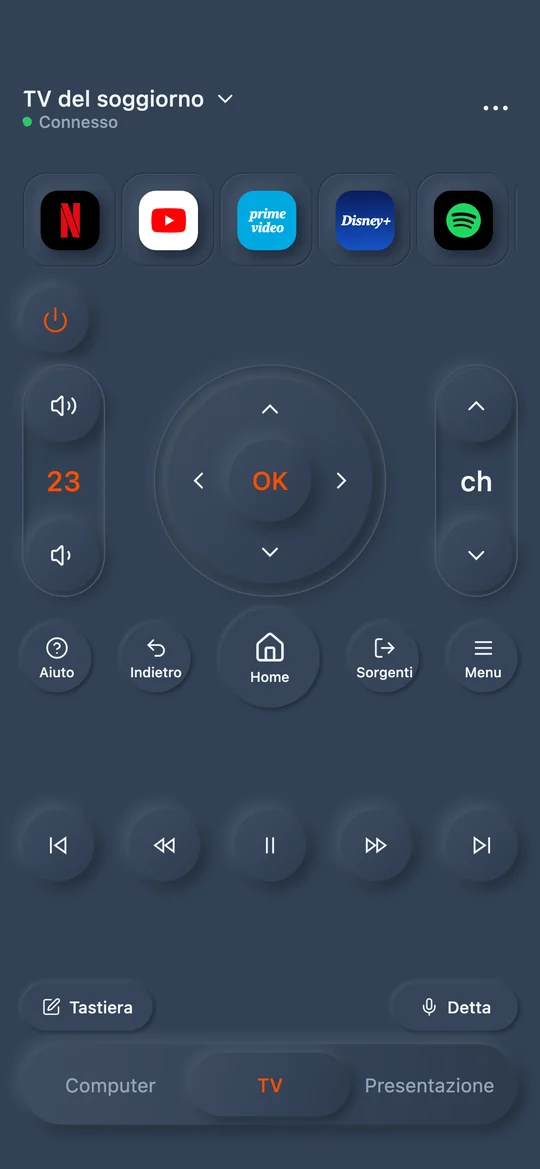 TV del soggiorno
Connesso
prime
video
Disney+
23
OK
ch
Aiuto
Indietro
Home
Sorgenti
Menu
Tastiera
Detta
Computer
TV
Presentazione